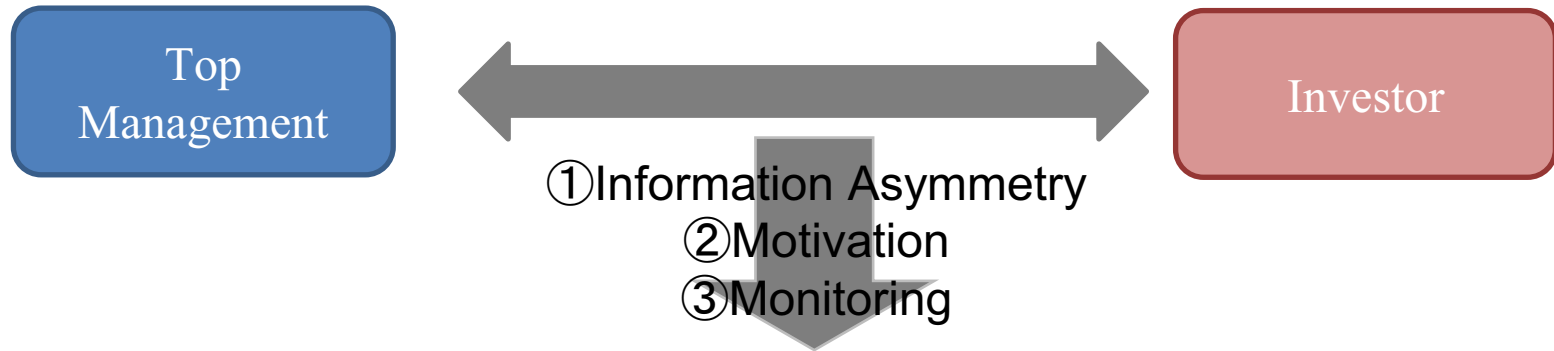 Top
Management
Investor
①Information Asymmetry
②Motivation
③Monitoring